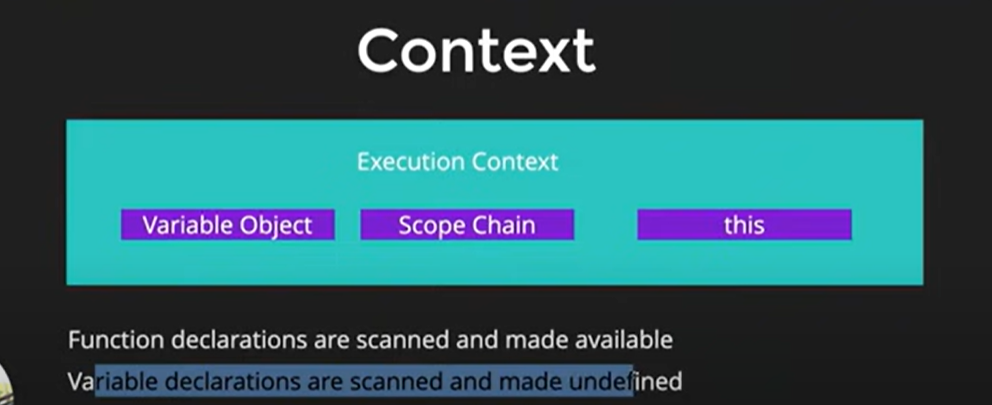 Context
Execution Context
Variable Object Scope Chain this
Function declarations are scanned and made available
Variable declarations are scanned and made undefined